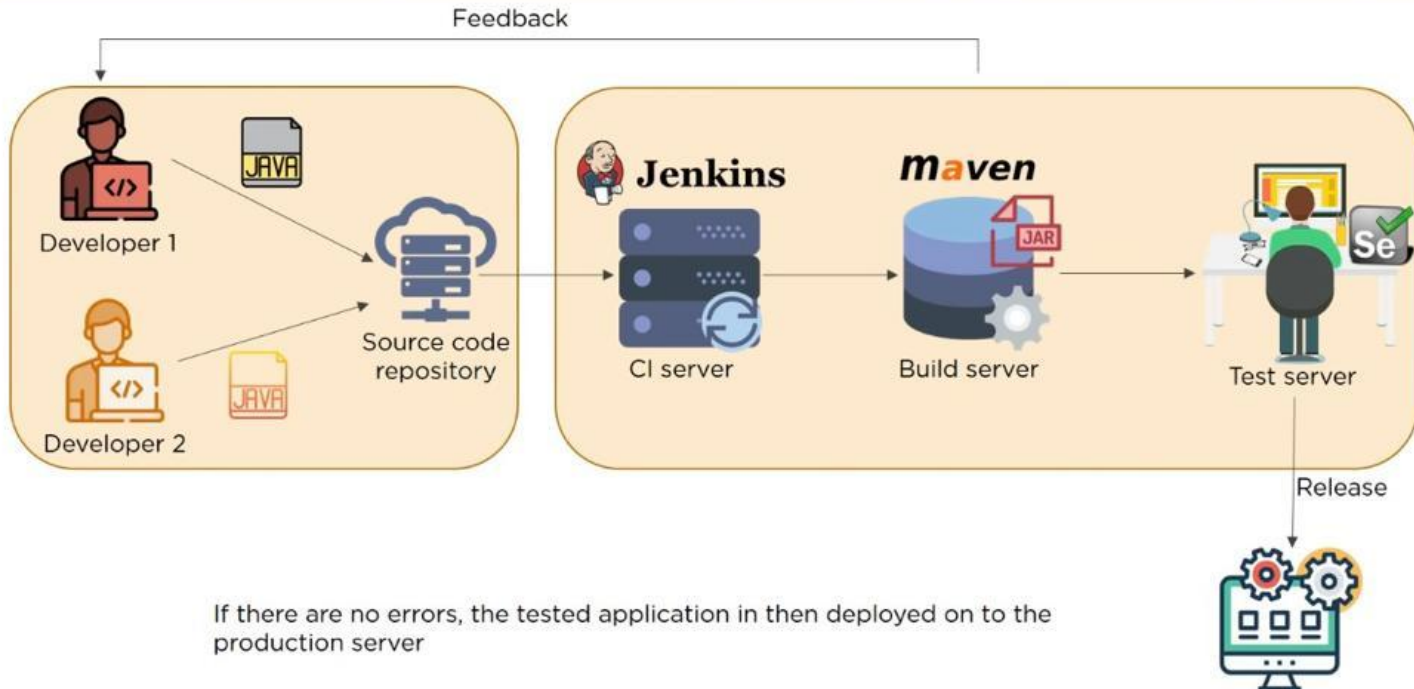 Feedback
JAVA
Developer 1
Jenkins
maven
JAR
Se
Source code
repository
CI server
Build server
Test server
JAVA
Developer 2
Release
If there are no errors, the tested application in then deployed on to the
production server